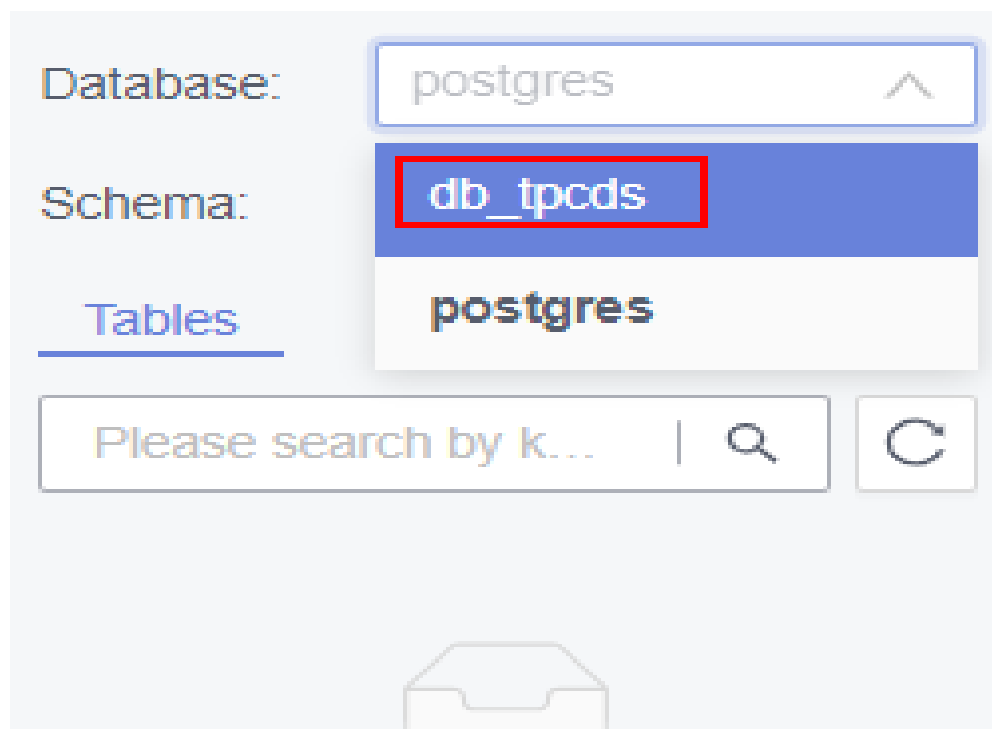 Database: postgres
db_tpcds
Schema:
postgres
Tables
Please search by k...